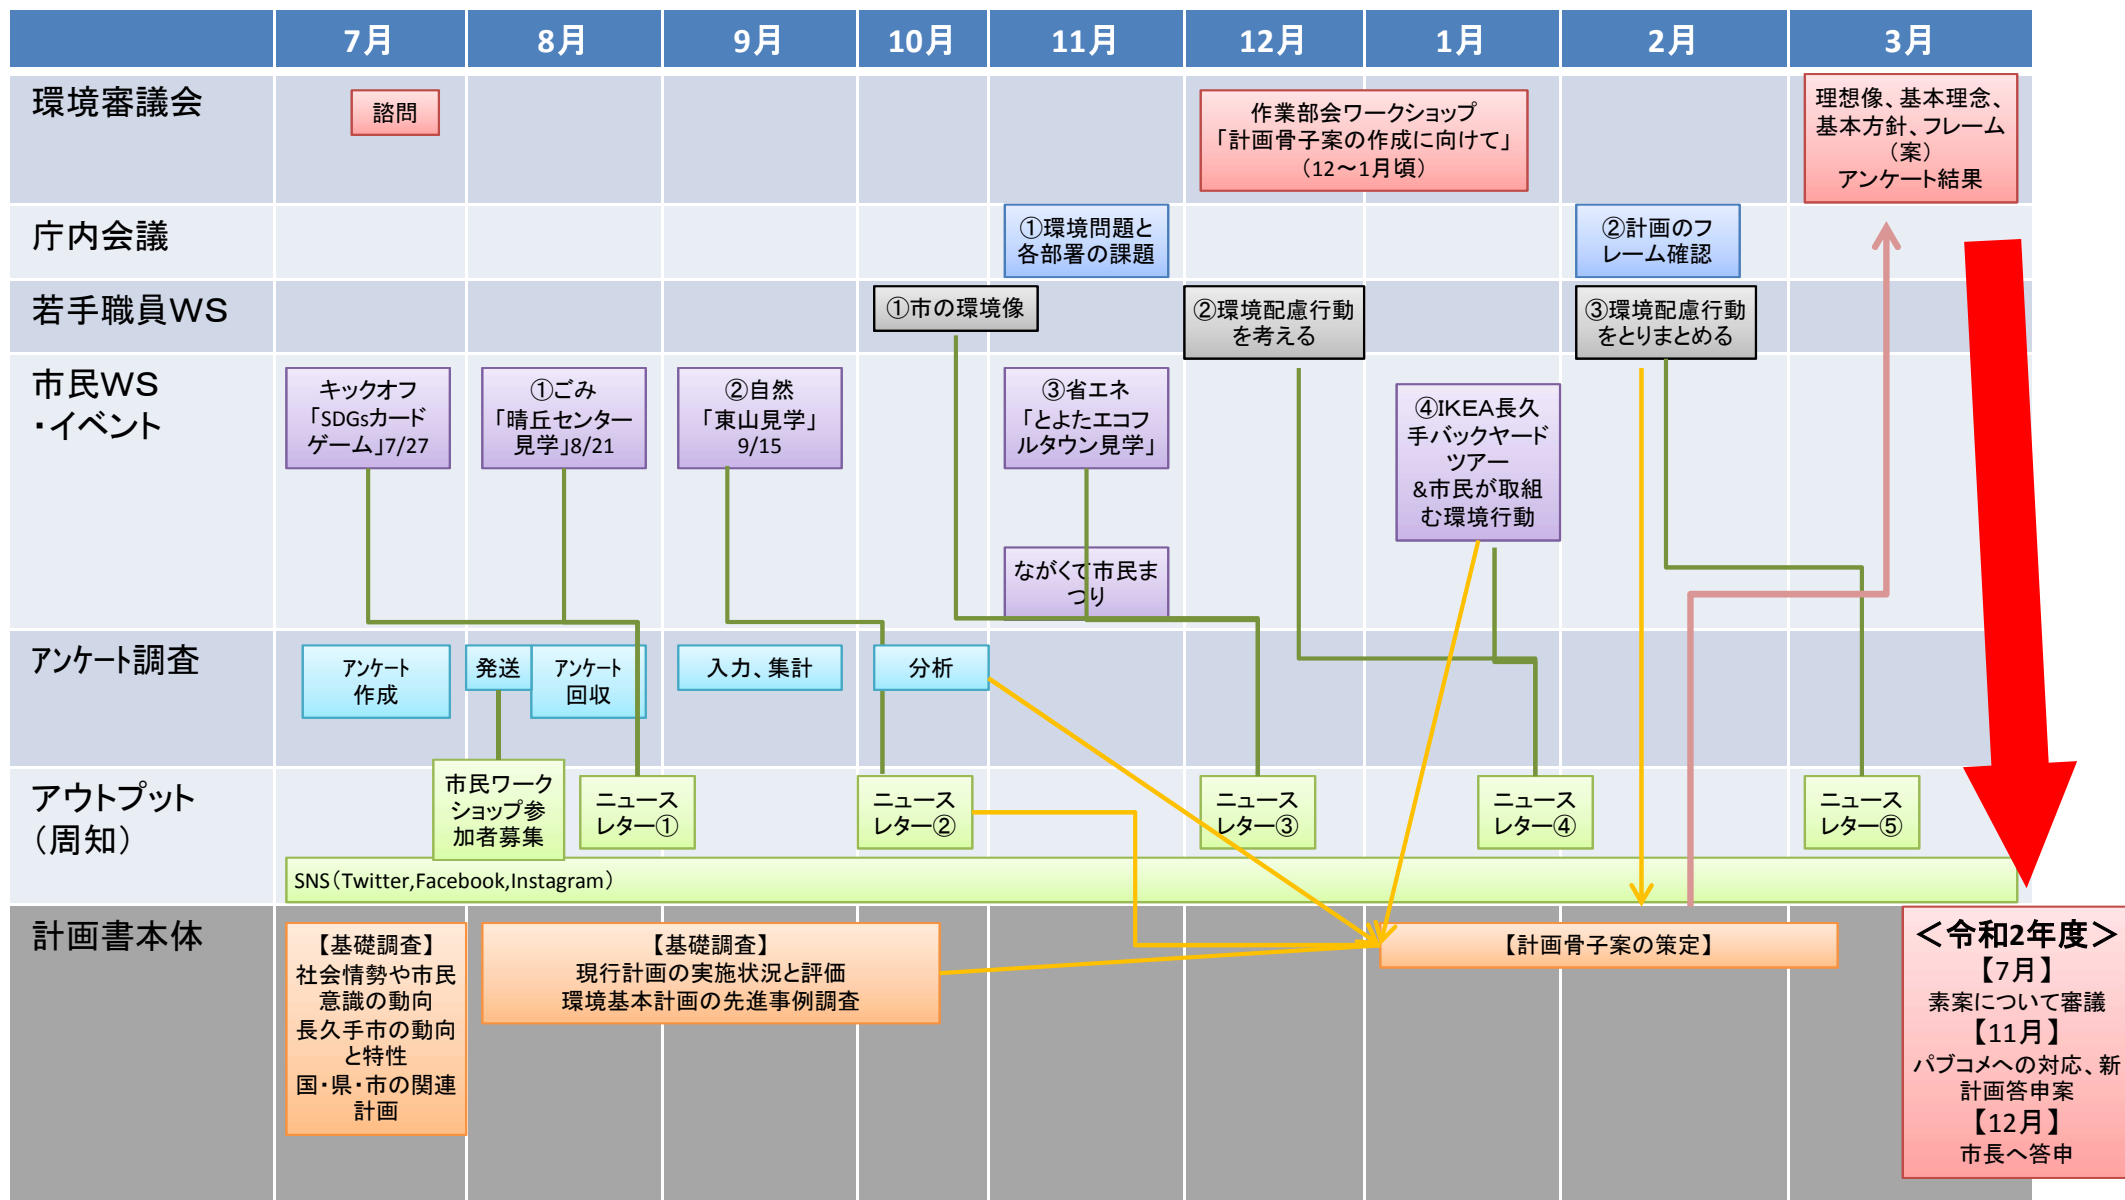 7月
8月
9月
10月
11月
12月
1月
2月
3月
環境審議会
諮問
作業部会ワークショップ
「計画骨子案の作成に向けて」
（12～1月頃）
理想像、基本理念、
基本方針、フレーム
（案）
アンケート結果
庁内会議
①環境問題と
各部署の課題
②計画のフ
レーム確認
若手職員WS
①市の環境像
②環境配慮行動
を考える
③環境配慮行動
をとりまとめる
市民WS
・イベント
キックオフ
「SDGsカード
ゲーム」7/27
①ごみ
「晴丘センター
見学」8/21
②自然
「東山見学」
9/15
③省エネ
「とよたエコフ
ルタウン見学」
ながくて市民ま
つり
④IKEA長久
手バックヤード
ツアー
&市民が取組
む環境行動
アンケート調査
アンケート
作成
発送
アンケート
回収
入力、集計
分析
アウトプット
（周知）
市民ワーク
ショップ参
加者募集
ニュース
レター①
ニュース
レター②
ニュース
レター③
ニュース
レター④
ニュース
レター⑤
SNS（Twitter,Facebook,Instagram）
計画書本体
【基礎調査】
社会情勢や市民
意識の動向
長久手市の動向
と特性
国・県・市の関連
計画
【基礎調査】
現行計画の実施状況と評価
環境基本計画の先進事例調査
【計画骨子案の策定】
＜令和2年度＞
【7月】
素案について審議
【11月】
パブコメへの対応、新
計画答申案
【12月】
市長へ答申